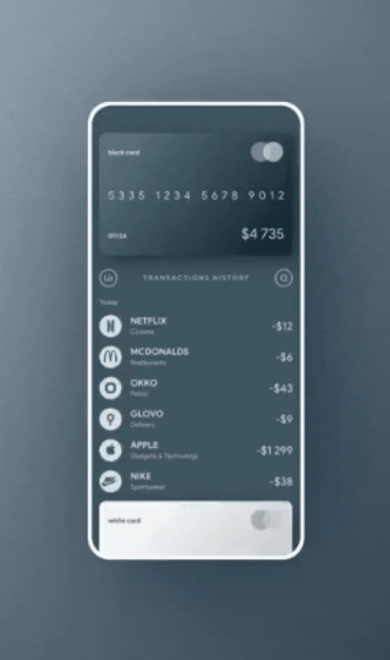 black card
5335 1234 5678 9012
07/24
$4 735
TRANSACTIONS HISTORY
Today
NETFLIX
Cinema
-$12
MCDONALDS
Restaurants
-$6
OKKO
Petrol
-$43
GLOVO
Delivery
-$9
APPLE
Gadgets & Technology
-$1 299
NIKE
Sportswear
-$38
white card